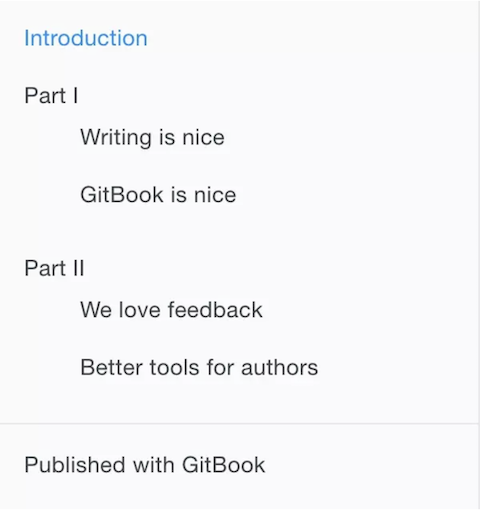 Introduction
Part I
Writing is nice
GitBook is nice
Part II
We love feedback
Better tools for authors
Published with GitBook